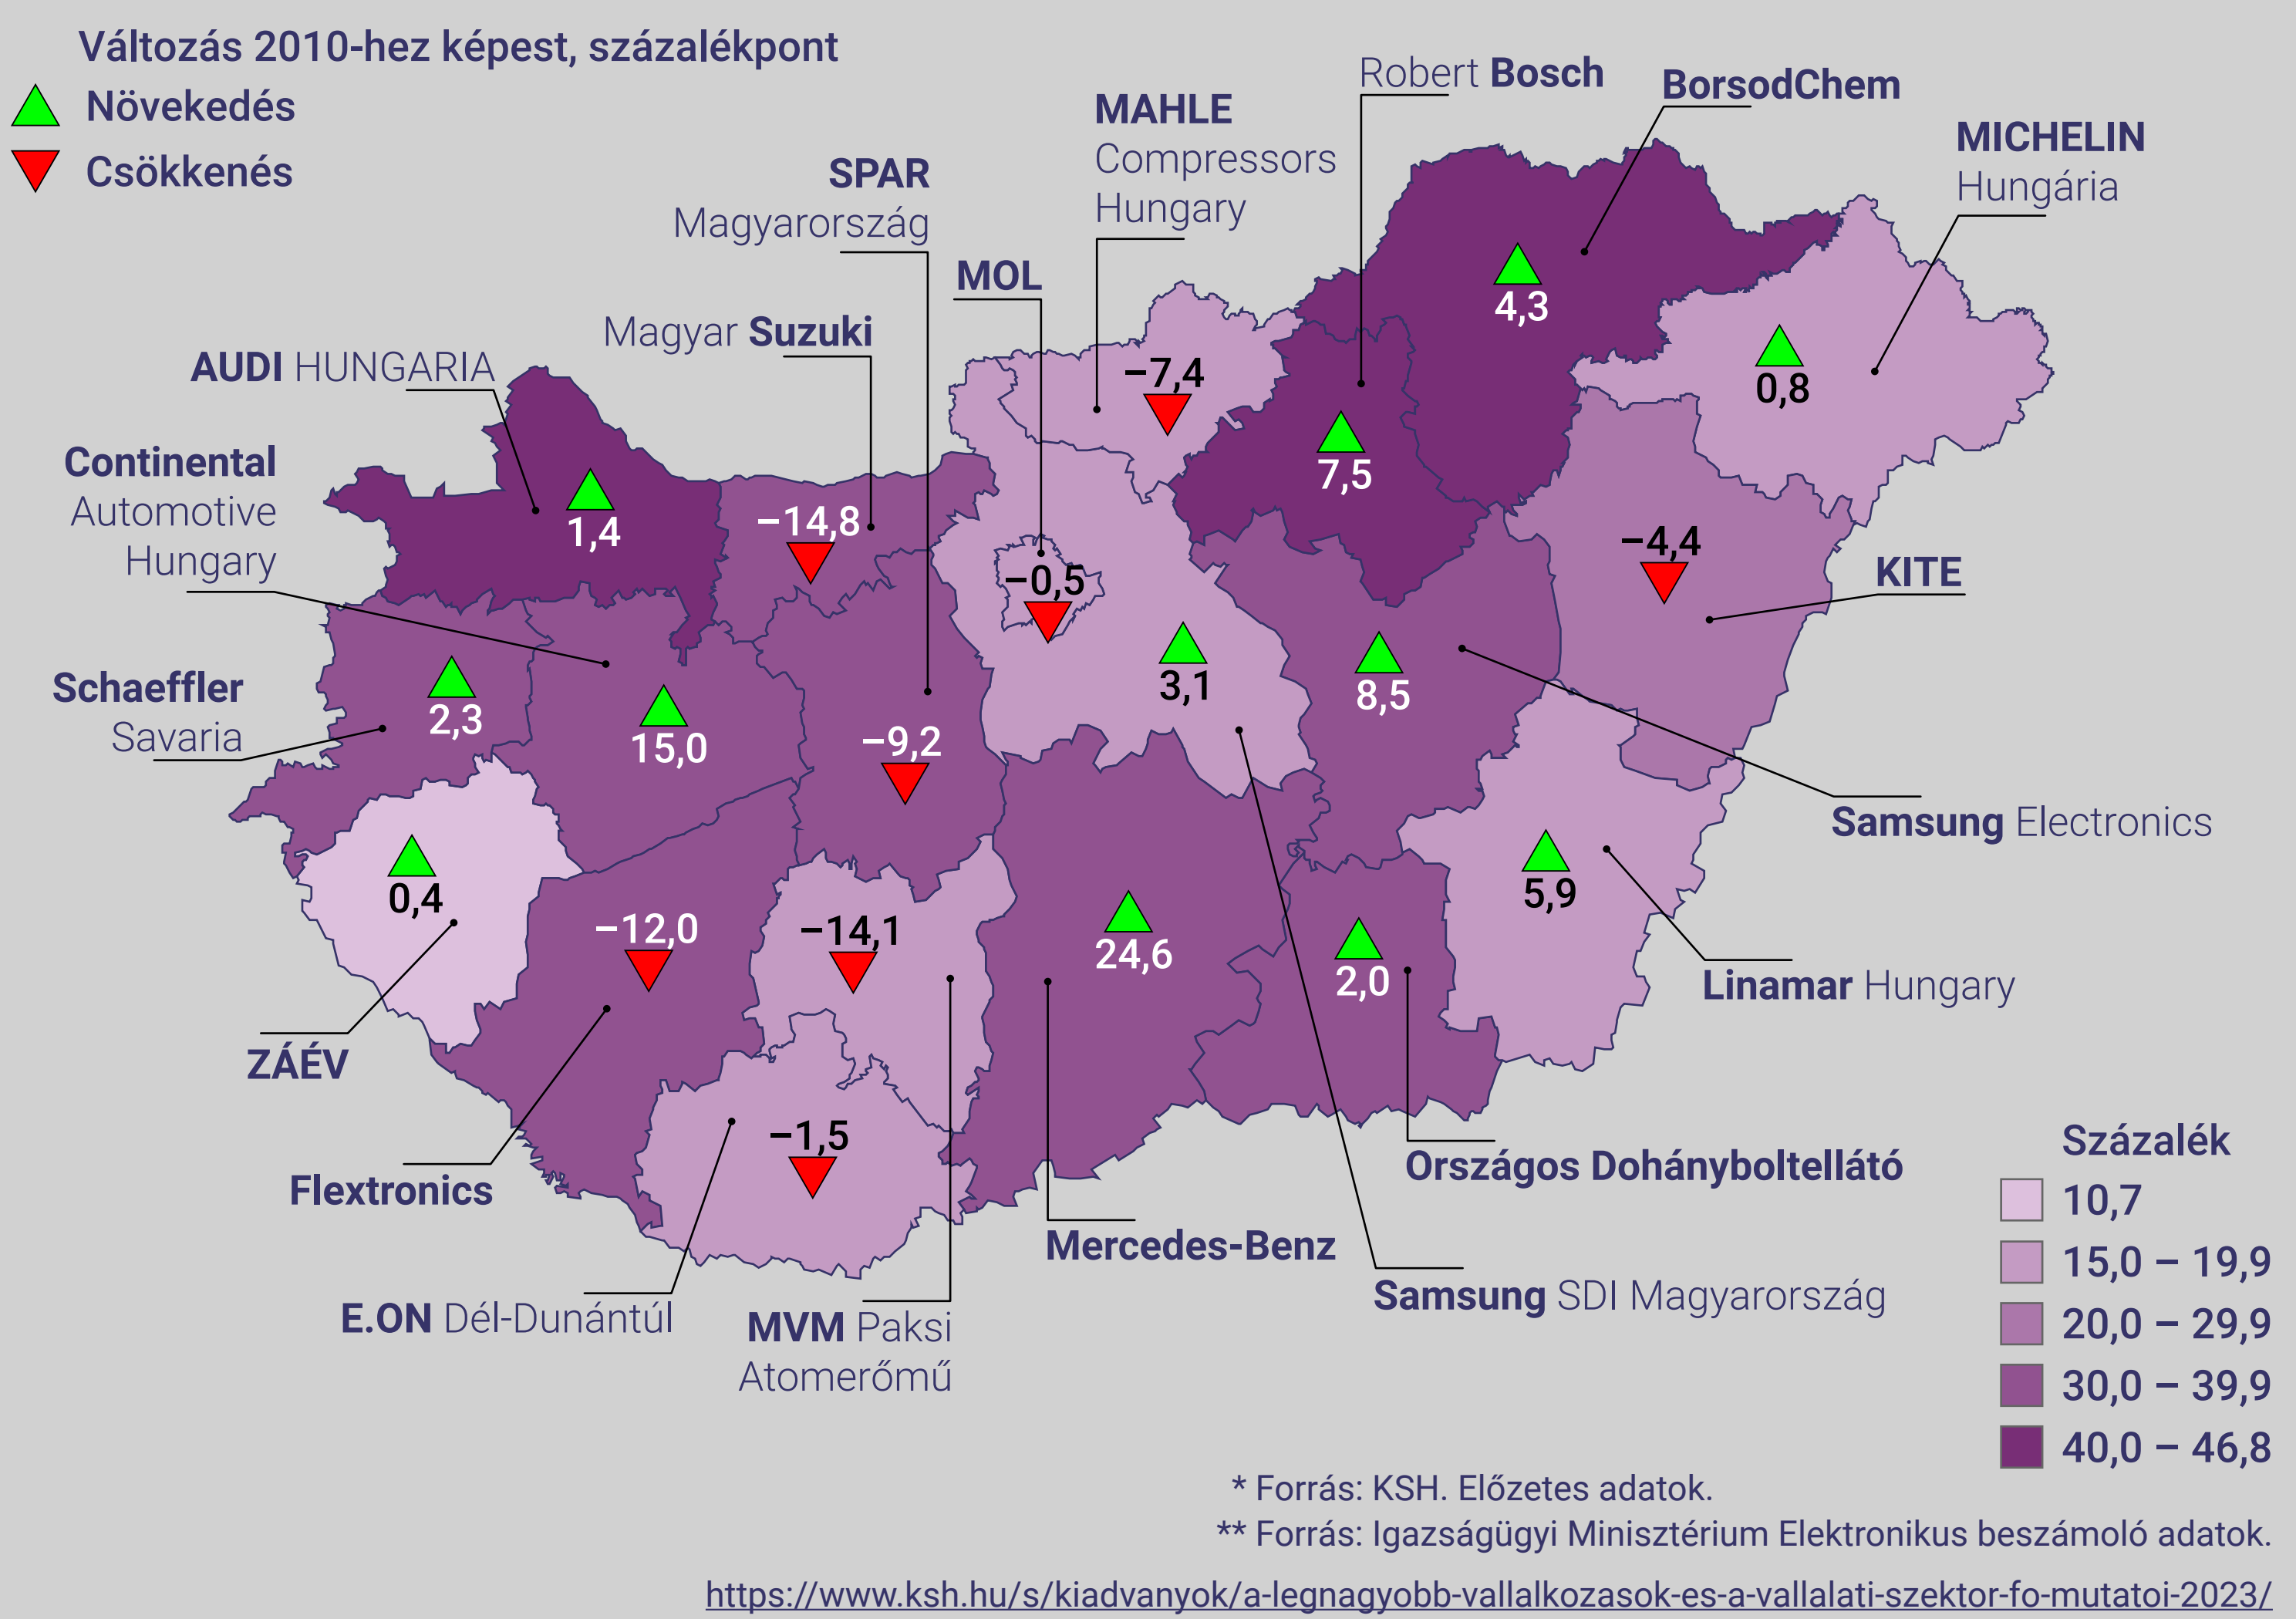 Változás 2010-hez képest, százalékpont
Növekedés
Csökkenés
Robert Bosch
BorsodChem
MAHLE
Compressors
Hungary
MICHELIN
Hungária
SPAR
Magyarország
MOL
Magyar Suzuki
AUDI HUNGARIA
Continental
Automotive
Hungary
Schaeffler
Savaria
4,3
−7,4
0,8
7,5
1,4
−14,8
−0,5
−4,4
KITE
2,3
15,0
−9,2
3,1
8,5
Samsung Electronics
0,4
−12,0
−14,1
24,6
2,0
5,9
Linamar Hungary
ZÁÉV
−1,5
Flextronics
Országos Dohányboltellátó
Mercedes-Benz
Samsung SDI Magyarország
E.ON Dél-Dunántúl
MVM Paksi
Atomerőmű
Százalék
10,7
15,0 – 19,9
20,0 – 29,9
30,0 – 39,9
40,0 – 46,8
* Forrás: KSH. Előzetes adatok.
** Forrás: Igazságügyi Minisztérium Elektronikus beszámoló adatok.
https://www.ksh.hu/s/kiadvanyok/a-legnagyobb-vallalkozasok-es-a-vallalati-szektor-fo-mutatoi-2023/